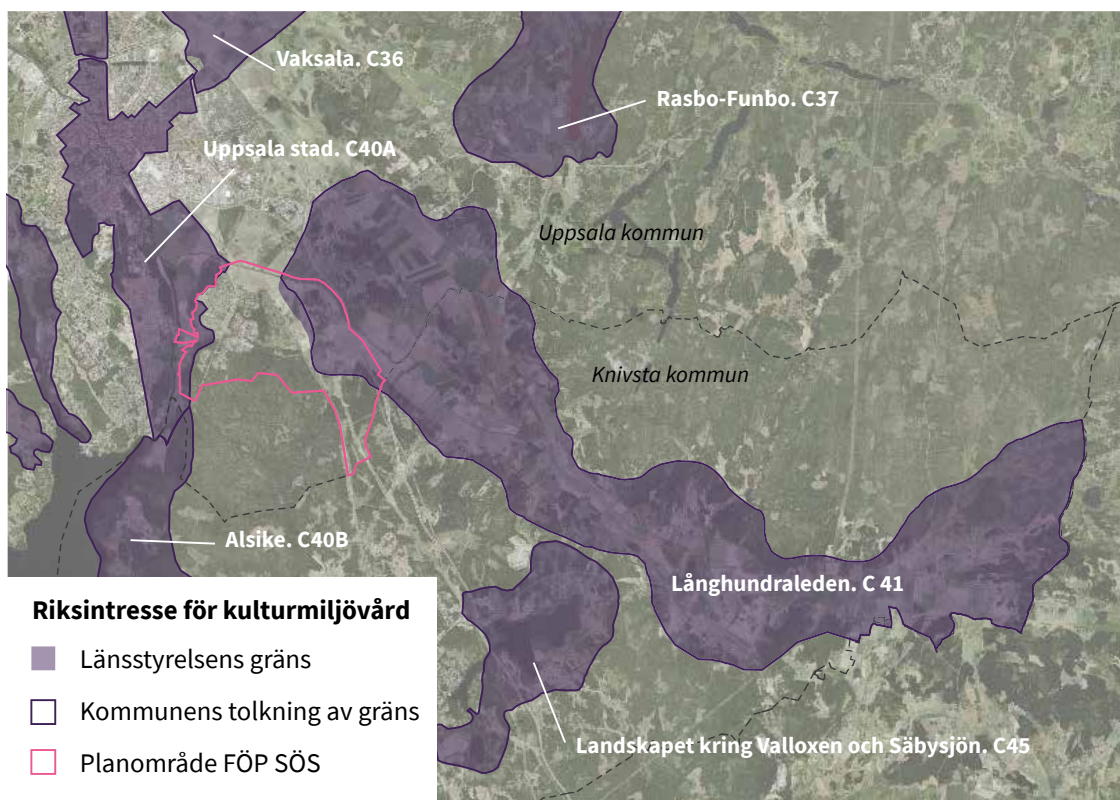 Vaksala. C36
Rasbo-Funbo. C37
Uppsala stad. C40A
Uppsala kommun
Knivsta kommun
Alsike. C40B
Långhundraleden. C 41
Landskapet kring Valloxen och Säbysjön. C45
Riksintresse för kulturmiljövård
Länsstyrelsens gräns
Kommunens tolkning av gräns
Planområde FÖP SÖS